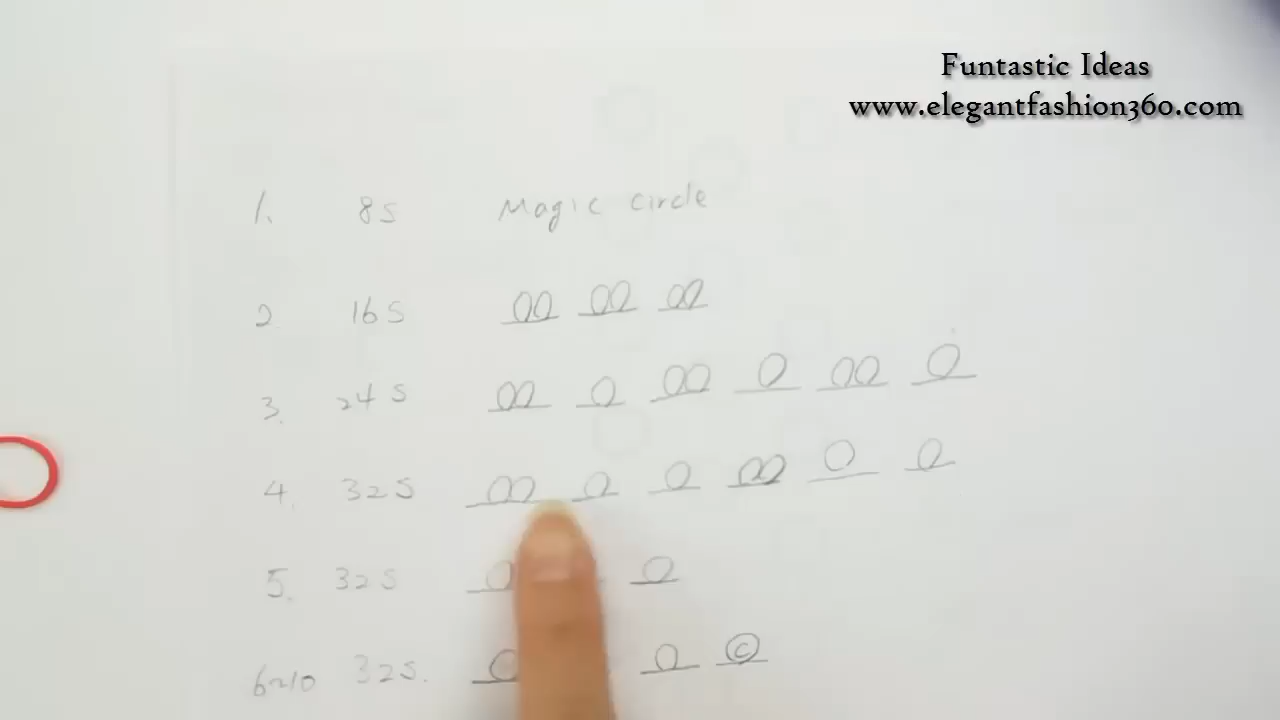 Funtastic Ideas
www.elegantfashion360.com
1. 8s Magic circle
2 16s
3. 24s
4. 32s
5. 32s
6~10 32s. ©